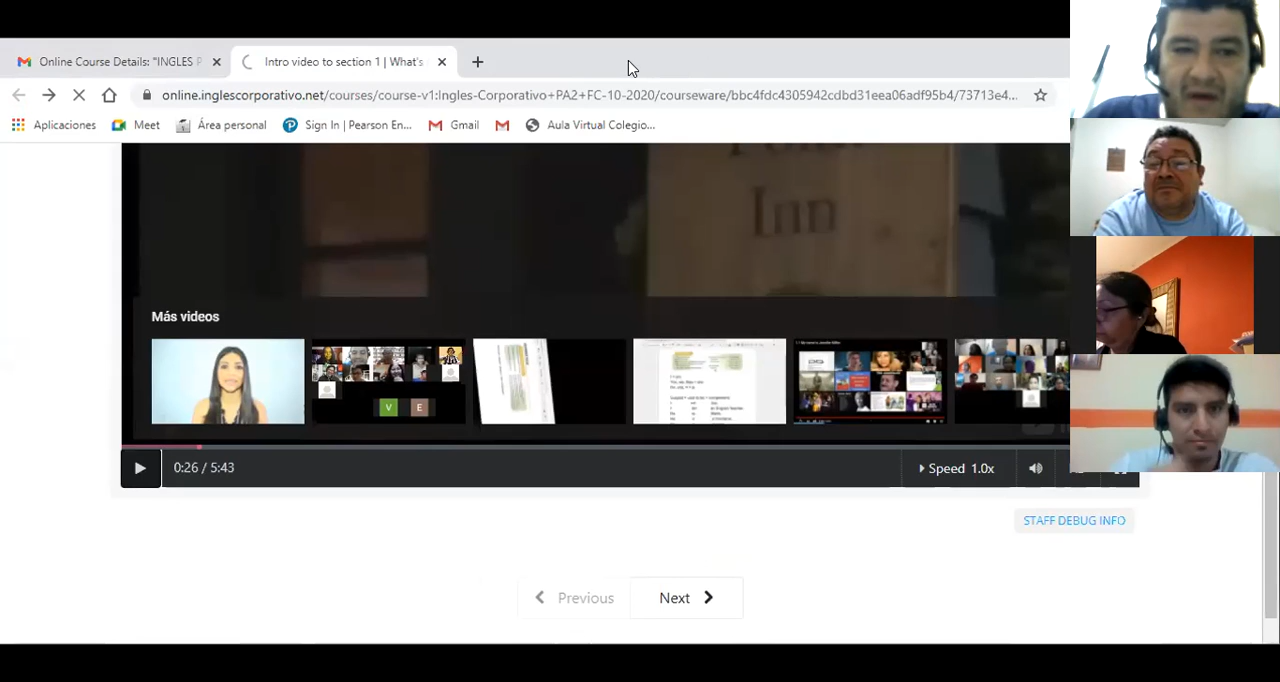 Online Course Details: "INGLES P
Intro video to section 1 | What's
online.inglescorporativo.net/courses/course-v1:Ingles-Corporativo+PA2+FC-10-2020/courseware/bbc4fdc4305942cdbd31eea06adf95b4/73713e4...
Aplicaciones Meet Área personal Sign In | Pearson En... Gmail Aula Virtual Colegio...
Inn
Más videos
V E
0:26 / 5:43 Speed 1.0x
STAFF DEBUG INFO
Previous Next